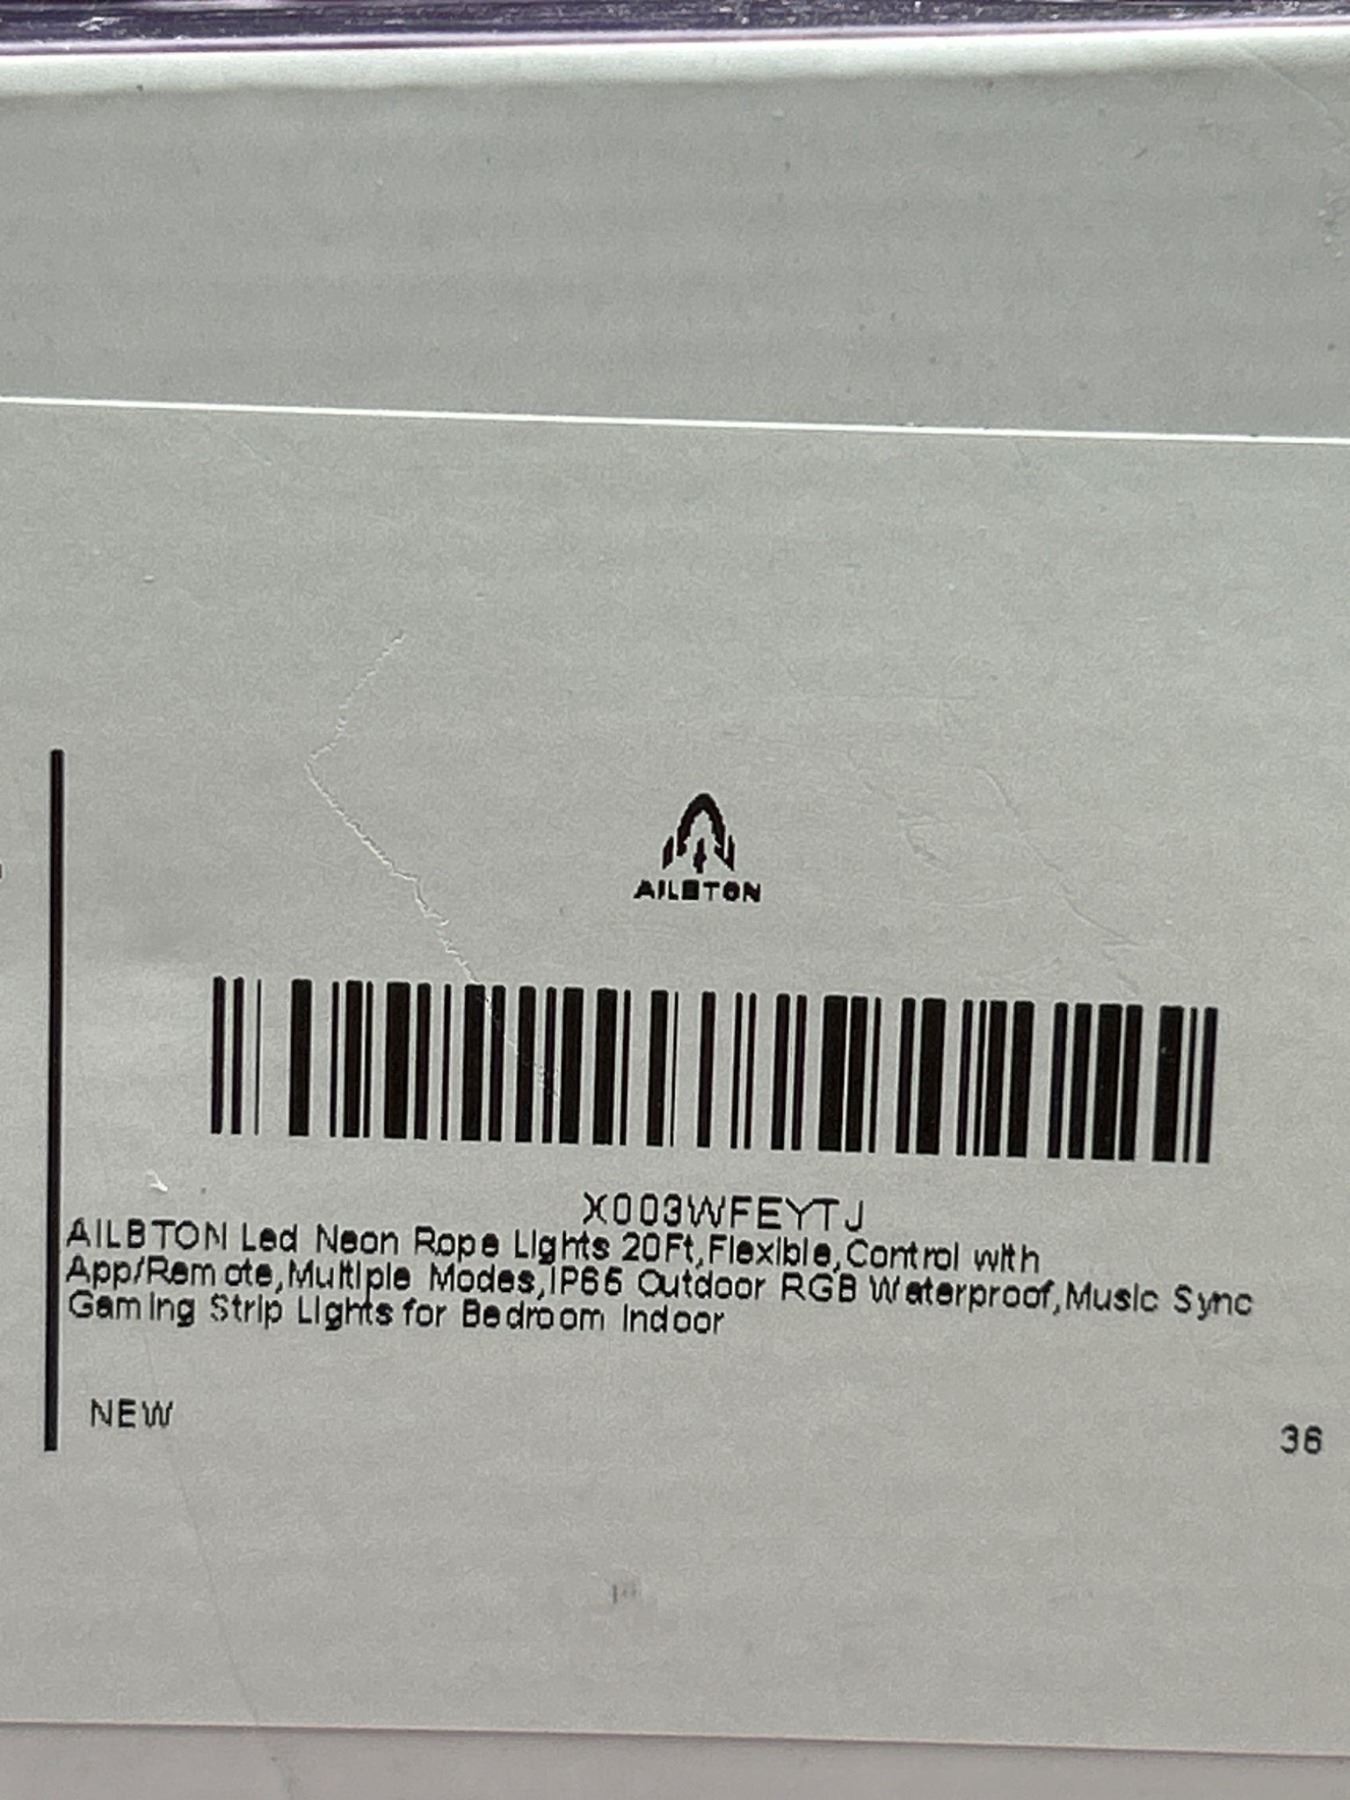 AILBTON
X003WFEYTJ
AILBTON Led Neon Rope Lights 20Ft,Flexible,Control with
App/Remote,Multiple Modes,IP66 Outdoor RGB Waterproof,Music Sync
Gaming Strip Lights for Bedroom Indoor
NEW
36